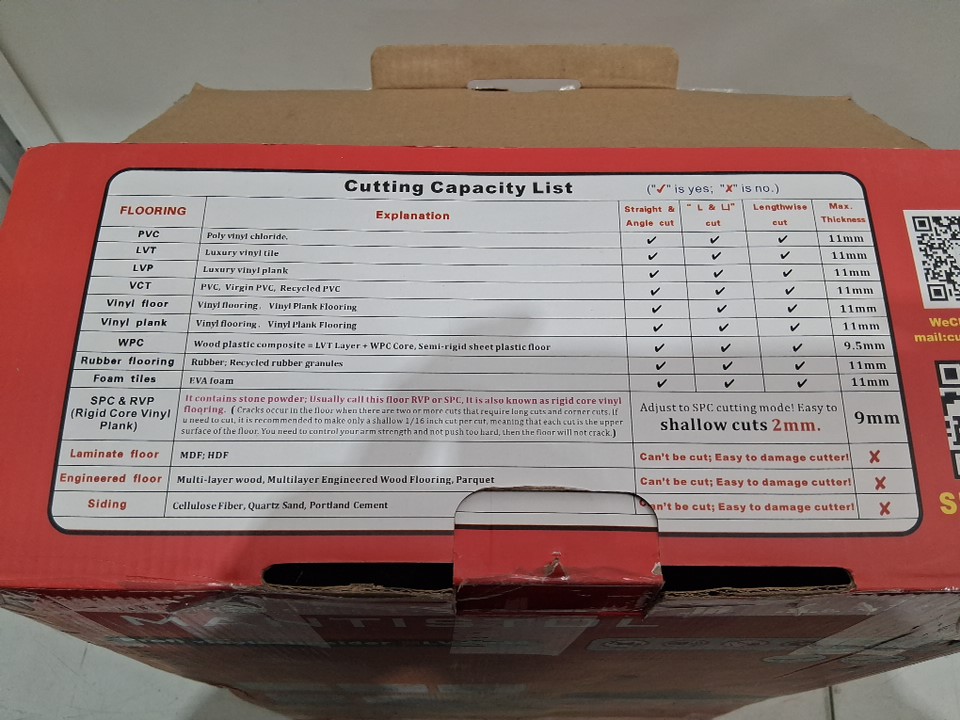 Cutting Capacity List ("✓" is yes; "✗" is no.)
FLOORING Explanation Straight & Angle cut " L & ⊔" cut Lengthwise cut Max. Thickness
PVC Poly vinyl chloride. ✓ ✓ ✓ 11mm
LVT Luxury vinyl tile ✓ ✓ ✓ 11mm
LVP Luxury vinyl plank ✓ ✓ ✓ 11mm
VCT PVC, Virgin PVC, Recycled PVC ✓ ✓ ✓ 11mm
Vinyl floor Vinyl flooring, Vinyl Plank Flooring ✓ ✓ ✓ 11mm
Vinyl plank Vinyl flooring, Vinyl Plank Flooring ✓ ✓ ✓ 11mm
WPC Wood plastic composite = LVT Layer + WPC Core, Semi-rigid sheet plastic floor ✓ ✓ ✓ 9.5mm
Rubber flooring Rubber; Recycled rubber granules ✓ ✓ ✓ 11mm
Foam tiles EVA foam ✓ ✓ ✓ 11mm
SPC & RVP
(Rigid Core Vinyl
Plank)
It contains stone powder; Usually call this floor RVP or SPC, It is also known as rigid core vinyl
flooring. ( Cracks occur in the floor when there are two or more cuts that require long cuts and corner cuts. If
u need to cut, it is recommended to make only a shallow 1/16 inch cut per cut, meaning that each cut is the upper
surface of the floor. You need to control your arm strength and not push too hard, then the floor will not crack.)
Adjust to SPC cutting mode! Easy to
shallow cuts 2mm.
9mm
Laminate floor MDF; HDF Can't be cut; Easy to damage cutter! ✗
Engineered floor Multi-layer wood, Multilayer Engineered Wood Flooring, Parquet Can't be cut; Easy to damage cutter! ✗
Siding Cellulose Fiber, Quartz Sand, Portland Cement Can't be cut; Easy to damage cutter! ✗